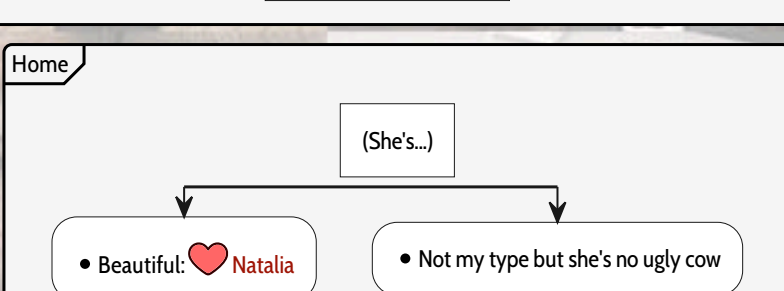 Home
(She's...)
• Beautiful: ❤ Natalia
• Not my type but she's no ugly cow